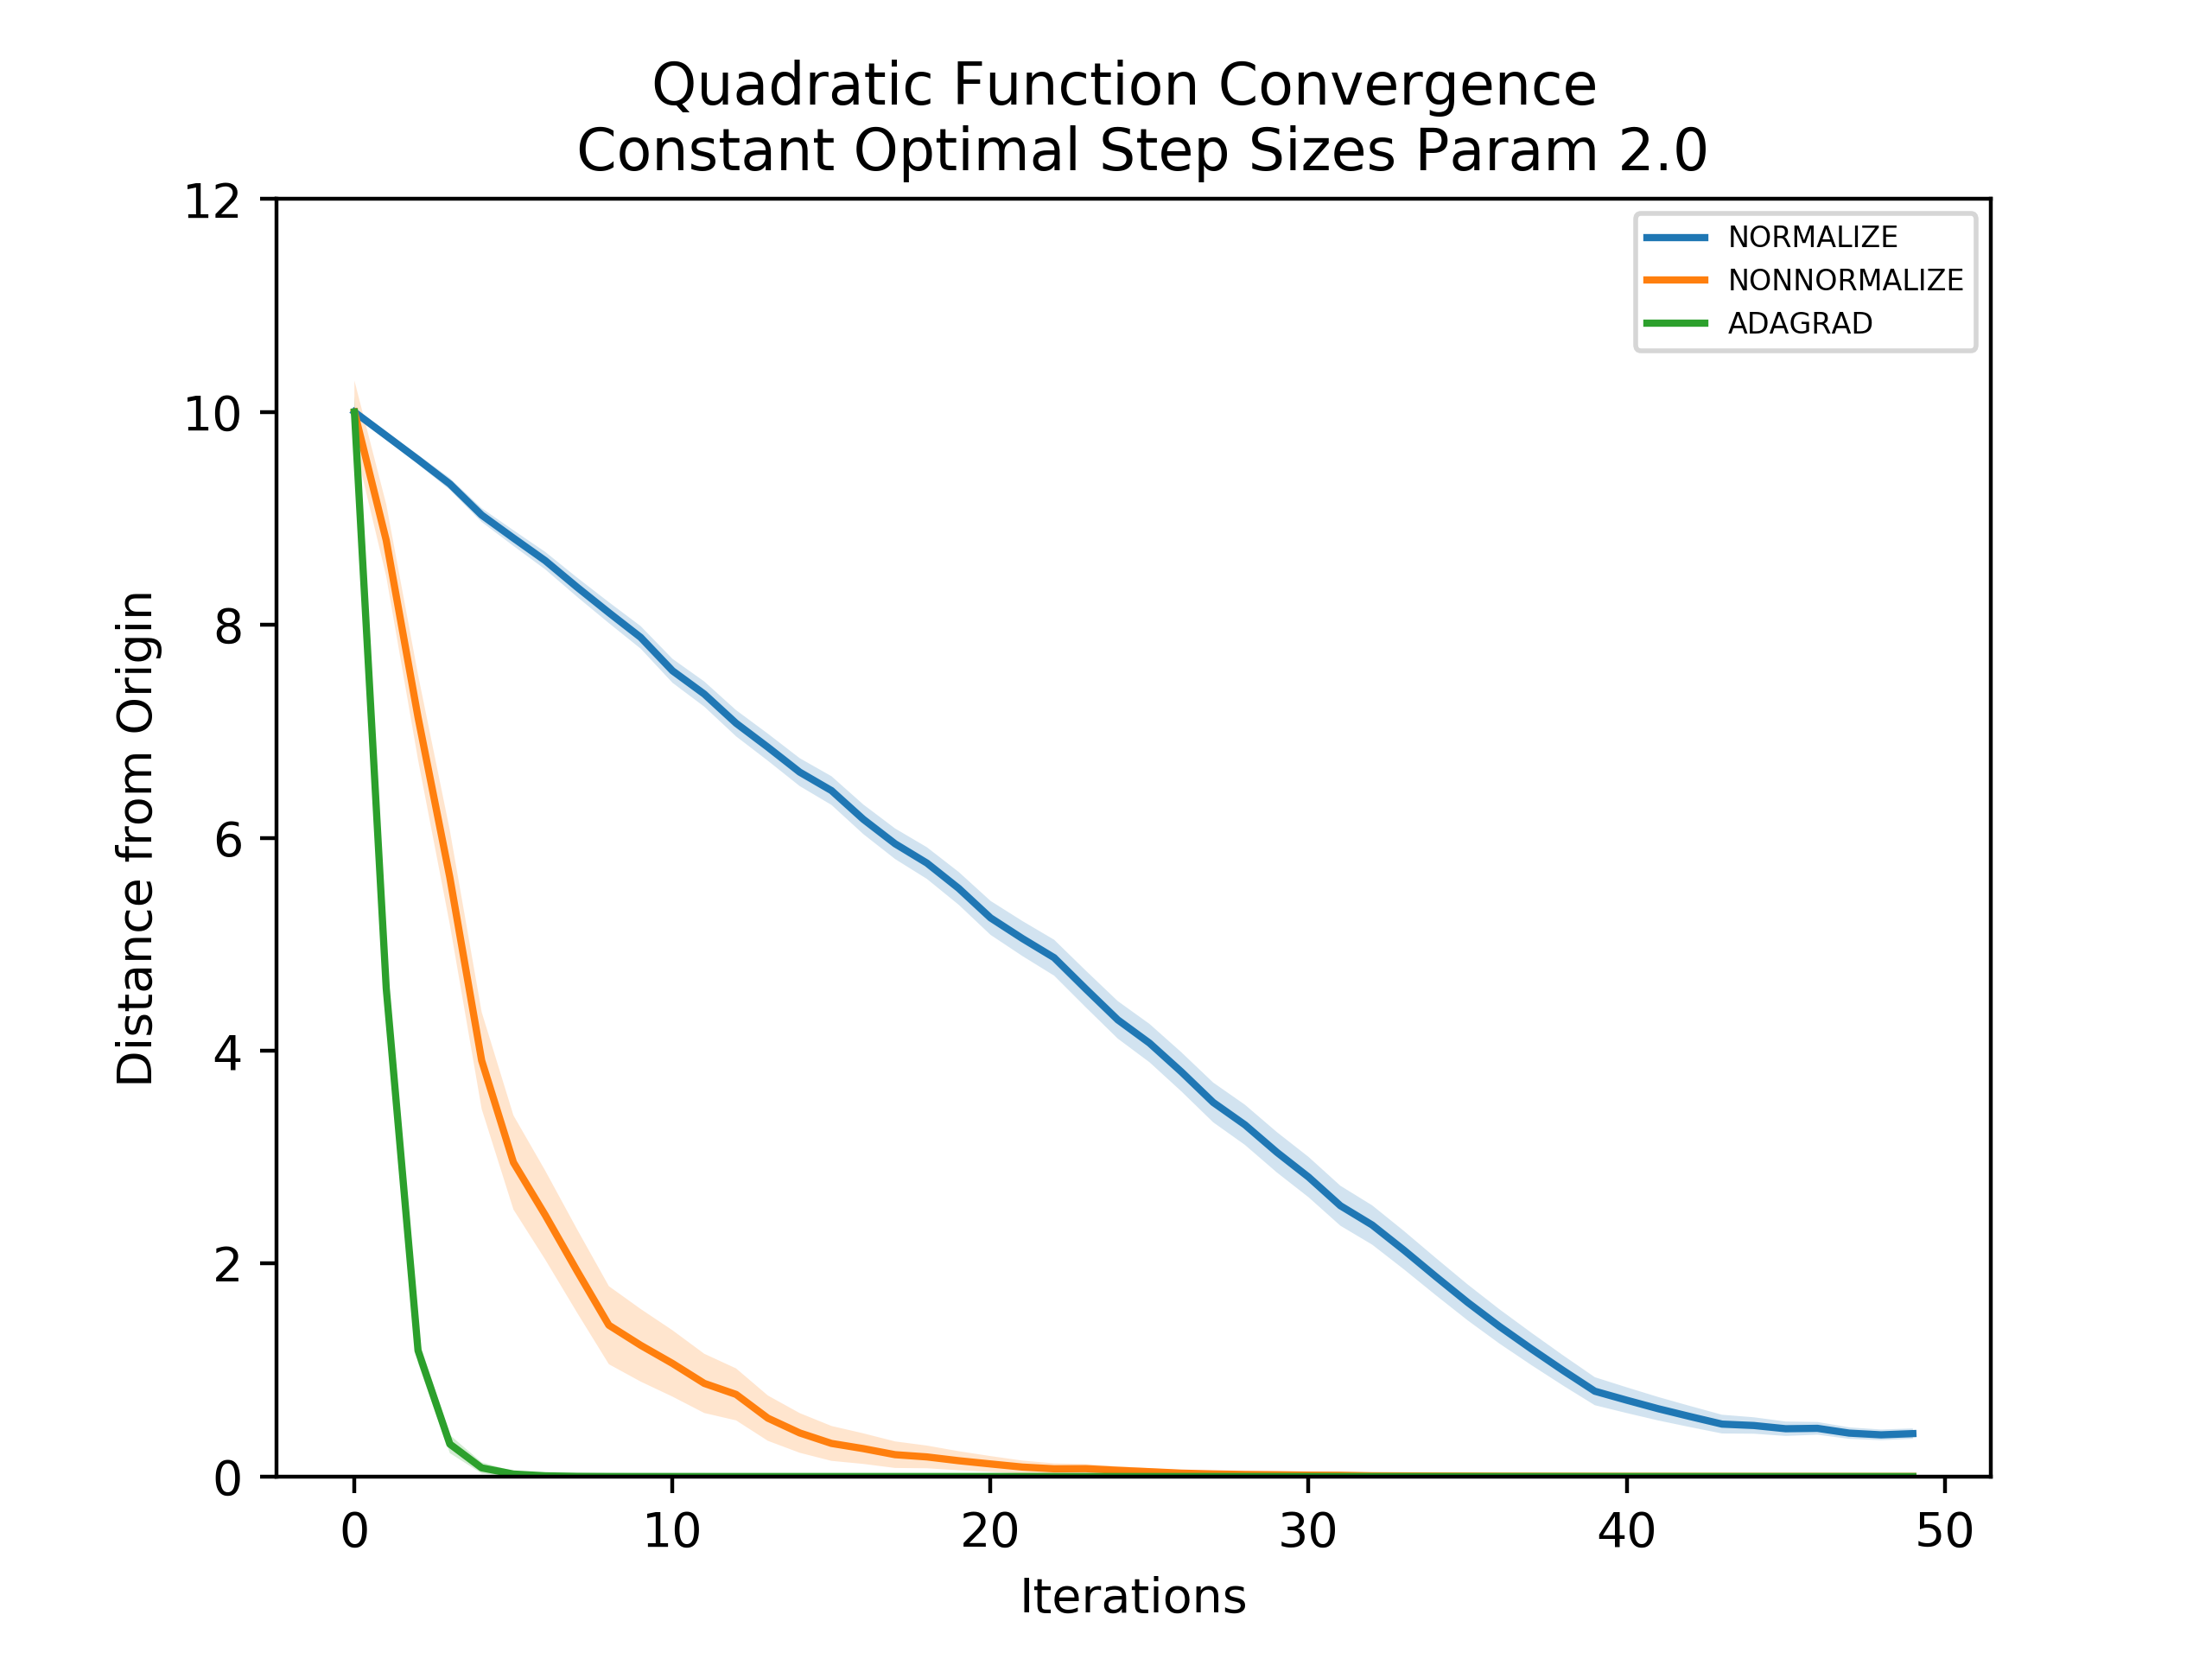 Quadratic Function Convergence
Constant Optimal Step Sizes Param 2.0
NORMALIZE
NONNORMALIZE
ADAGRAD
Distance from Origin
12
10
8
6
4
2
0
0 10 20 30 40 50
Iterations